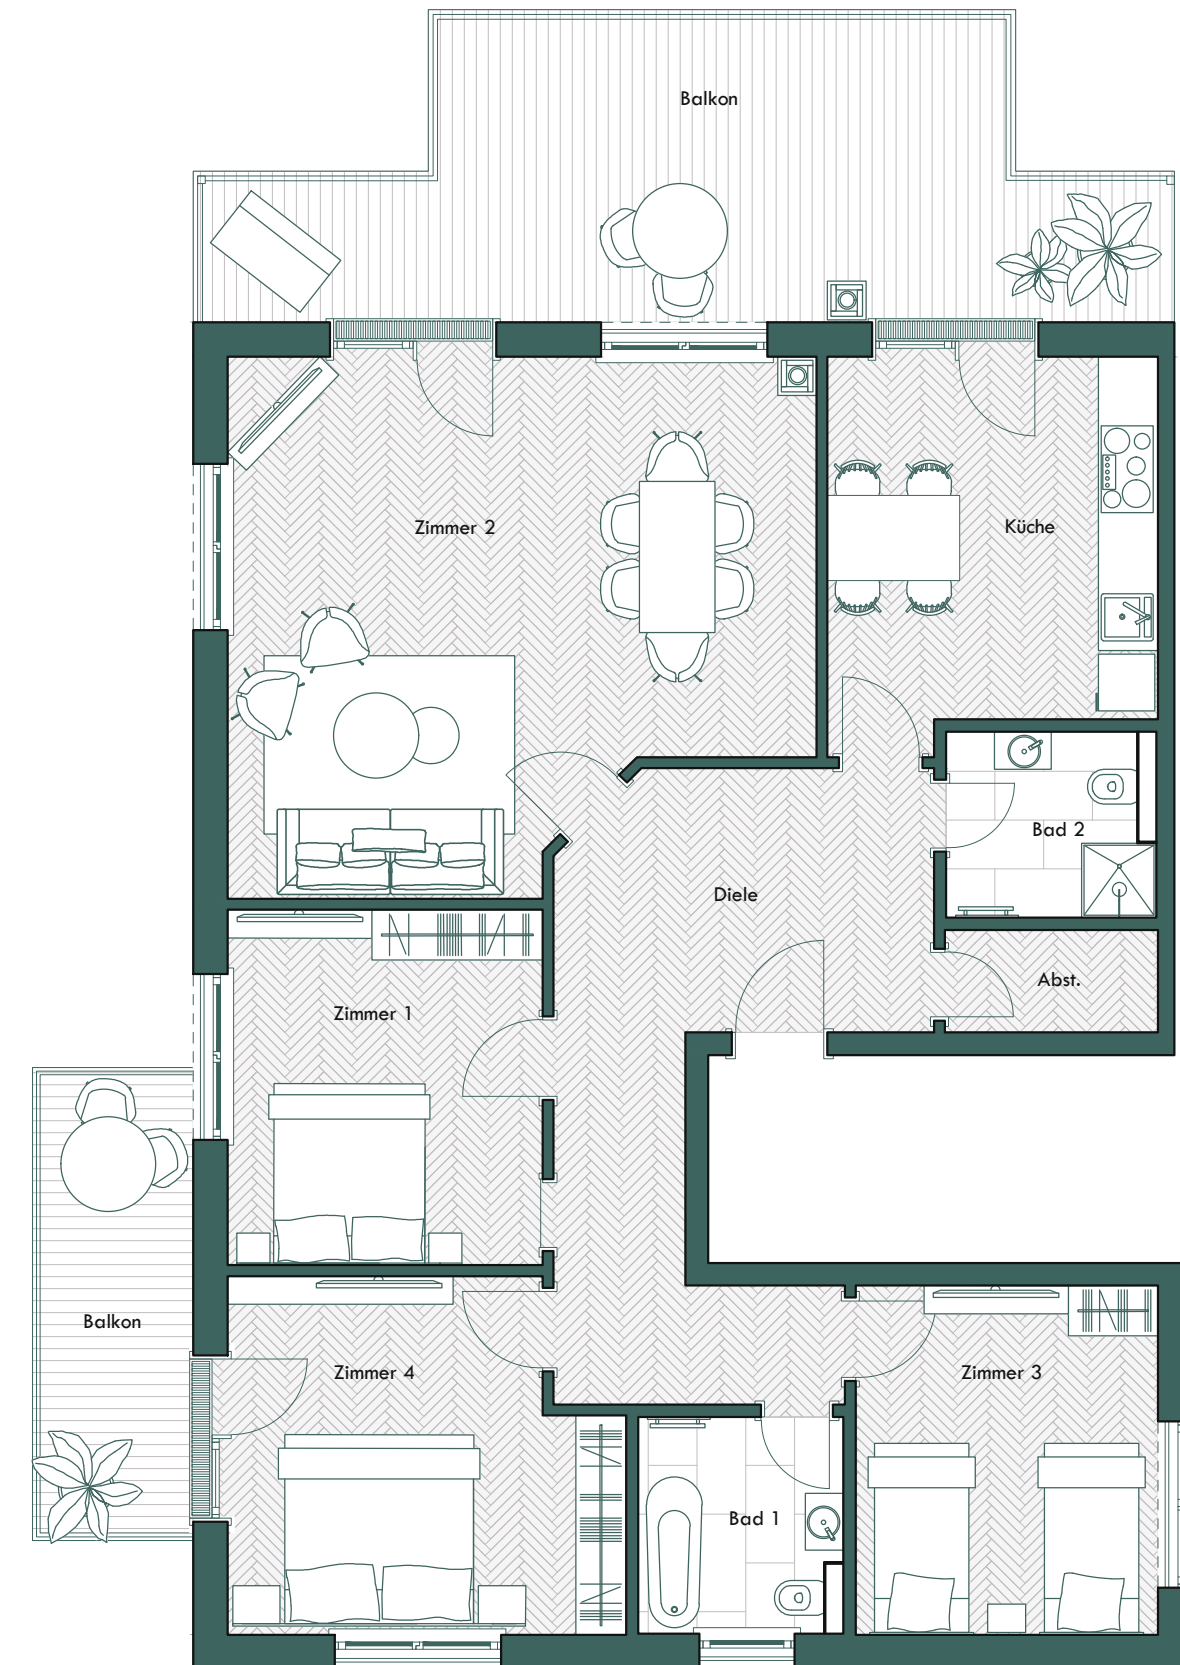 Balkon
Zimmer 2
Küche
Bad 2
Diele
Abst.
Zimmer 1
Balkon
Zimmer 4
Zimmer 3
Bad 1